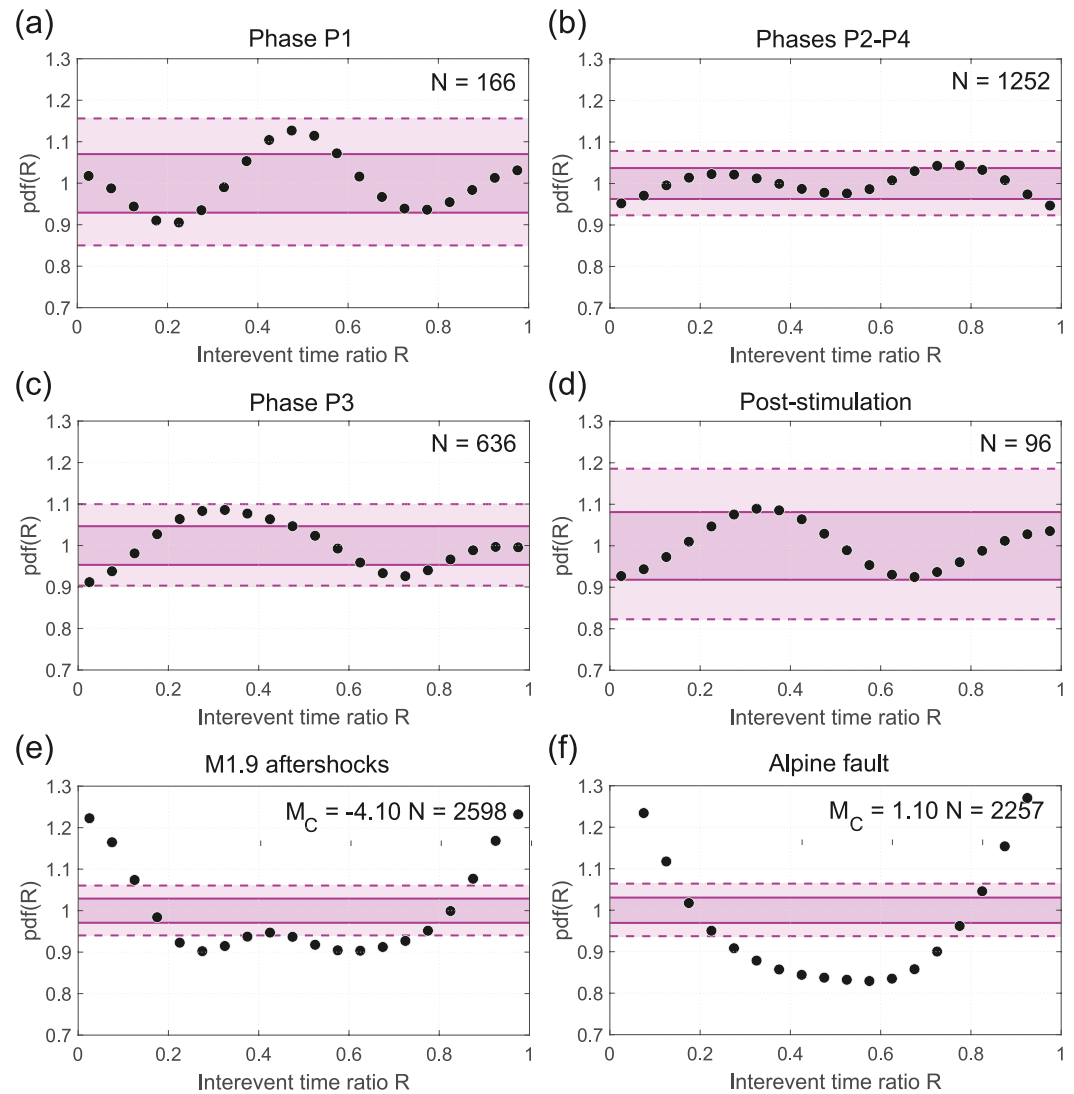 (a)
Phase P1
N = 166
1.3
1.2
1.1
1
0.9
0.8
0.7
pdf(R)
0
0.2
0.4
0.6
0.8
1
Interevent time ratio R
(b)
Phases P2-P4
N = 1252
1.3
1.2
1.1
1
0.9
0.8
0.7
pdf(R)
0
0.2
0.4
0.6
0.8
1
Interevent time ratio R
(c)
Phase P3
N = 636
1.3
1.2
1.1
1
0.9
0.8
0.7
pdf(R)
0
0.2
0.4
0.6
0.8
1
Interevent time ratio R
(d)
Post-stimulation
N = 96
1.3
1.2
1.1
1
0.9
0.8
0.7
pdf(R)
0
0.2
0.4
0.6
0.8
1
Interevent time ratio R
(e)
M1.9 aftershocks
M_C = -4.10 N = 2598
1.3
1.2
1.1
1
0.9
0.8
0.7
pdf(R)
0
0.2
0.4
0.6
0.8
1
Interevent time ratio R
(f)
Alpine fault
M_C = 1.10 N = 2257
1.3
1.2
1.1
1
0.9
0.8
0.7
pdf(R)
0
0.2
0.4
0.6
0.8
1
Interevent time ratio R